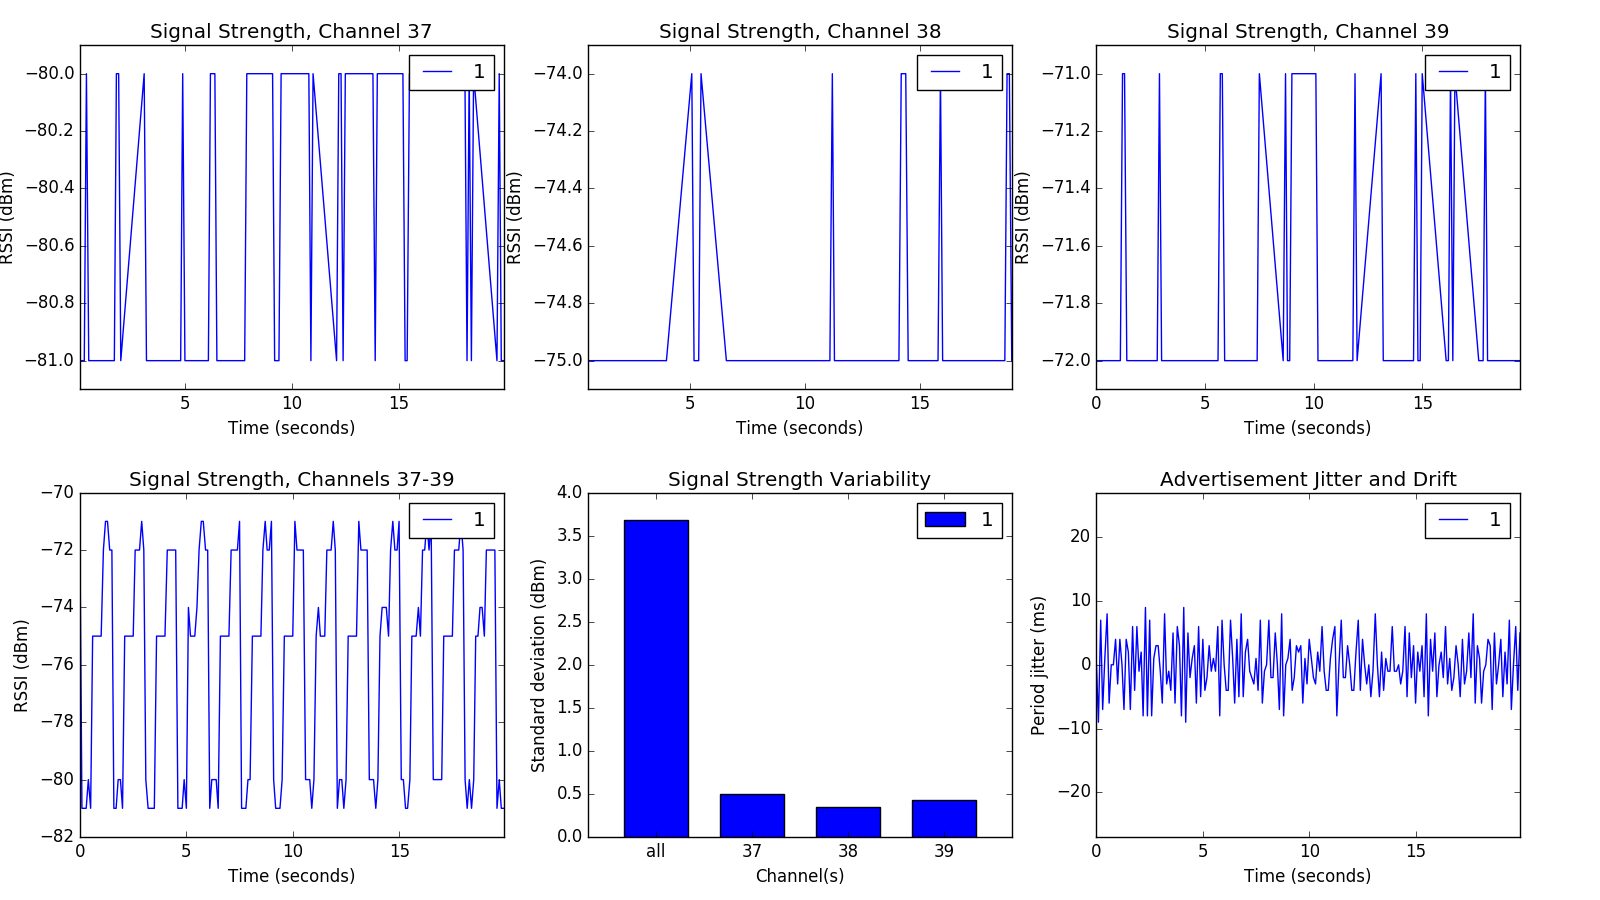 Signal Strength, Channel 37
1
−80.0
−80.2
−80.4
−80.6
−80.8
−81.0
RSSI (dBm)
5 10 15
Time (seconds)
Signal Strength, Channel 38
1
−74.0
−74.2
−74.4
−74.6
−74.8
−75.0
RSSI (dBm)
5 10 15
Time (seconds)
Signal Strength, Channel 39
1
−71.0
−71.2
−71.4
−71.6
−71.8
−72.0
RSSI (dBm)
0 5 10 15
Time (seconds)
Signal Strength, Channels 37-39
1
−70
−72
−74
−76
−78
−80
−82
RSSI (dBm)
0 5 10 15
Time (seconds)
Signal Strength Variability
1
4.0
3.5
3.0
2.5
2.0
1.5
1.0
0.5
0.0
Standard deviation (dBm)
all 37 38 39
Channel(s)
Advertisement Jitter and Drift
1
20
10
0
−10
−20
Period jitter (ms)
0 5 10 15
Time (seconds)